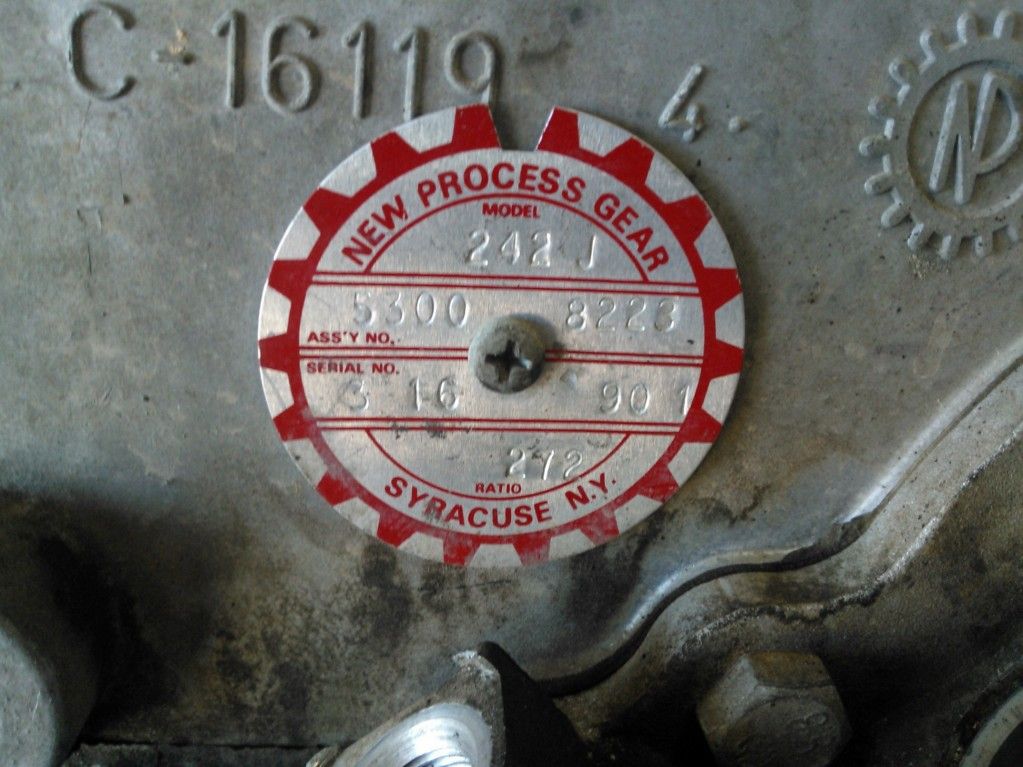 C-16119 4.
NP
NEW PROCESS GEAR
MODEL
242 J
5300 8223
ASS'Y NO.
SERIAL NO.
3 16 90 1
272
RATIO
SYRACUSE N.Y.